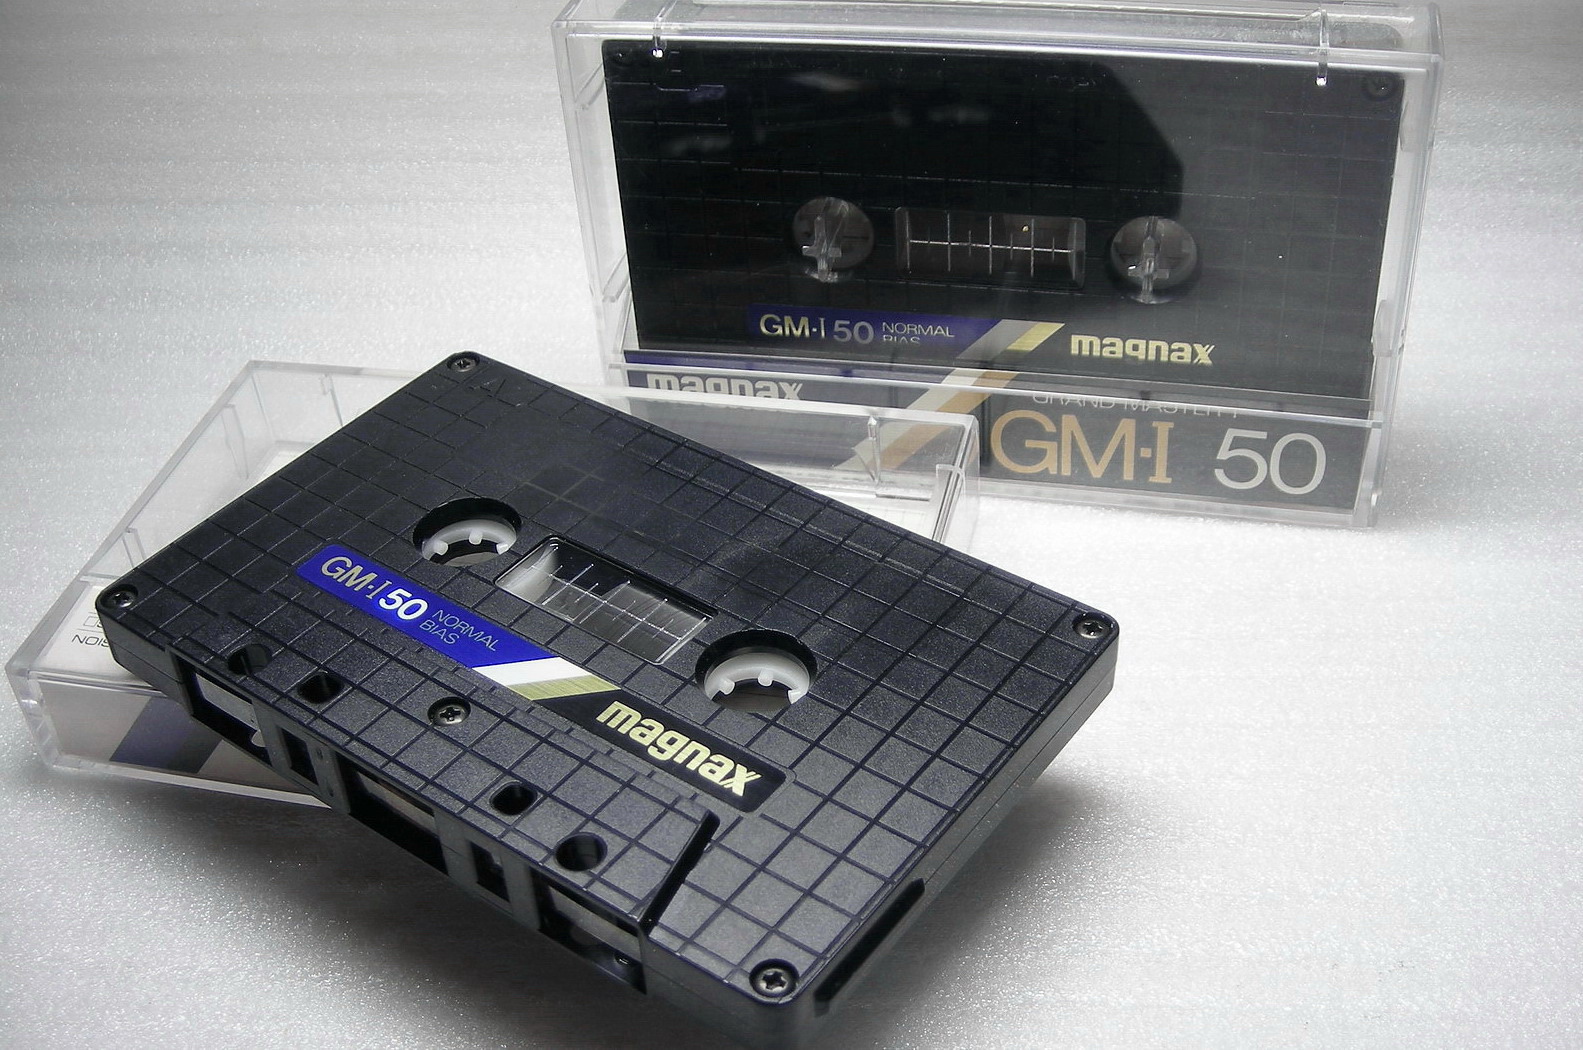 GM·I 50 NORMAL
BIAS
magnax
magnax
GRAND MASTER I
GM·I 50
GM·I 50 NORMAL
BIAS
magnax